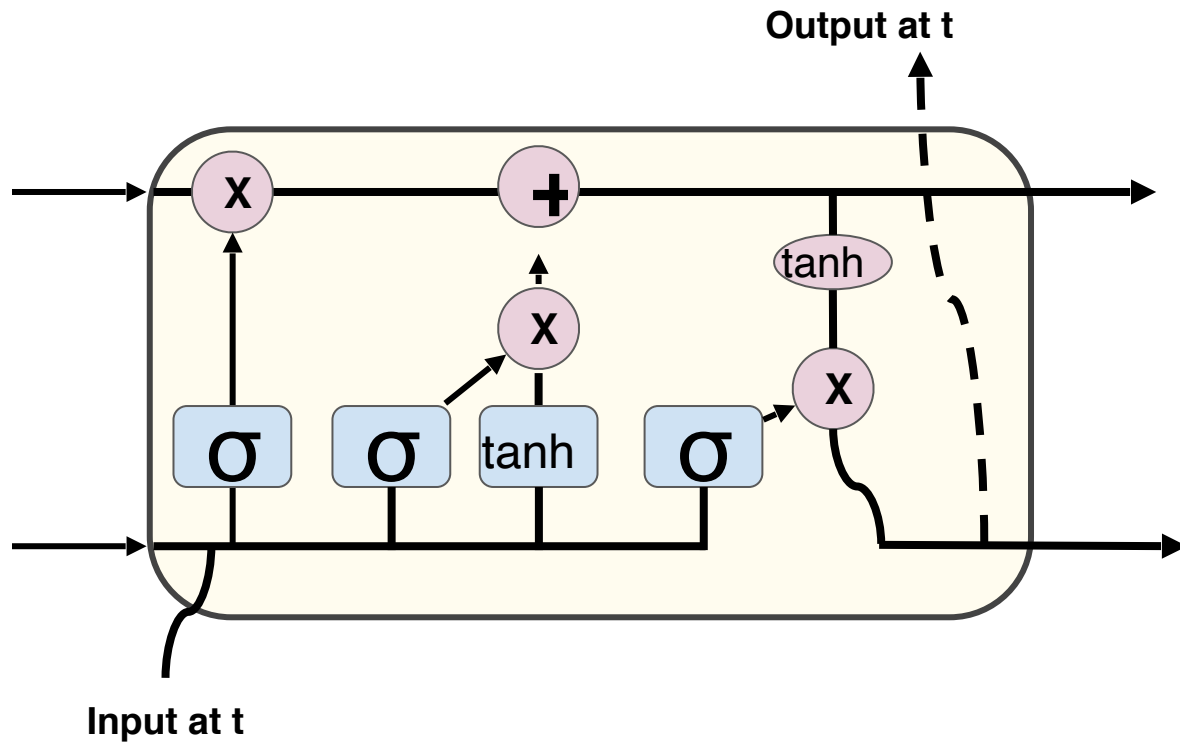 Output at t
x
+
tanh
x
x
σ
σ
tanh
σ
Input at t